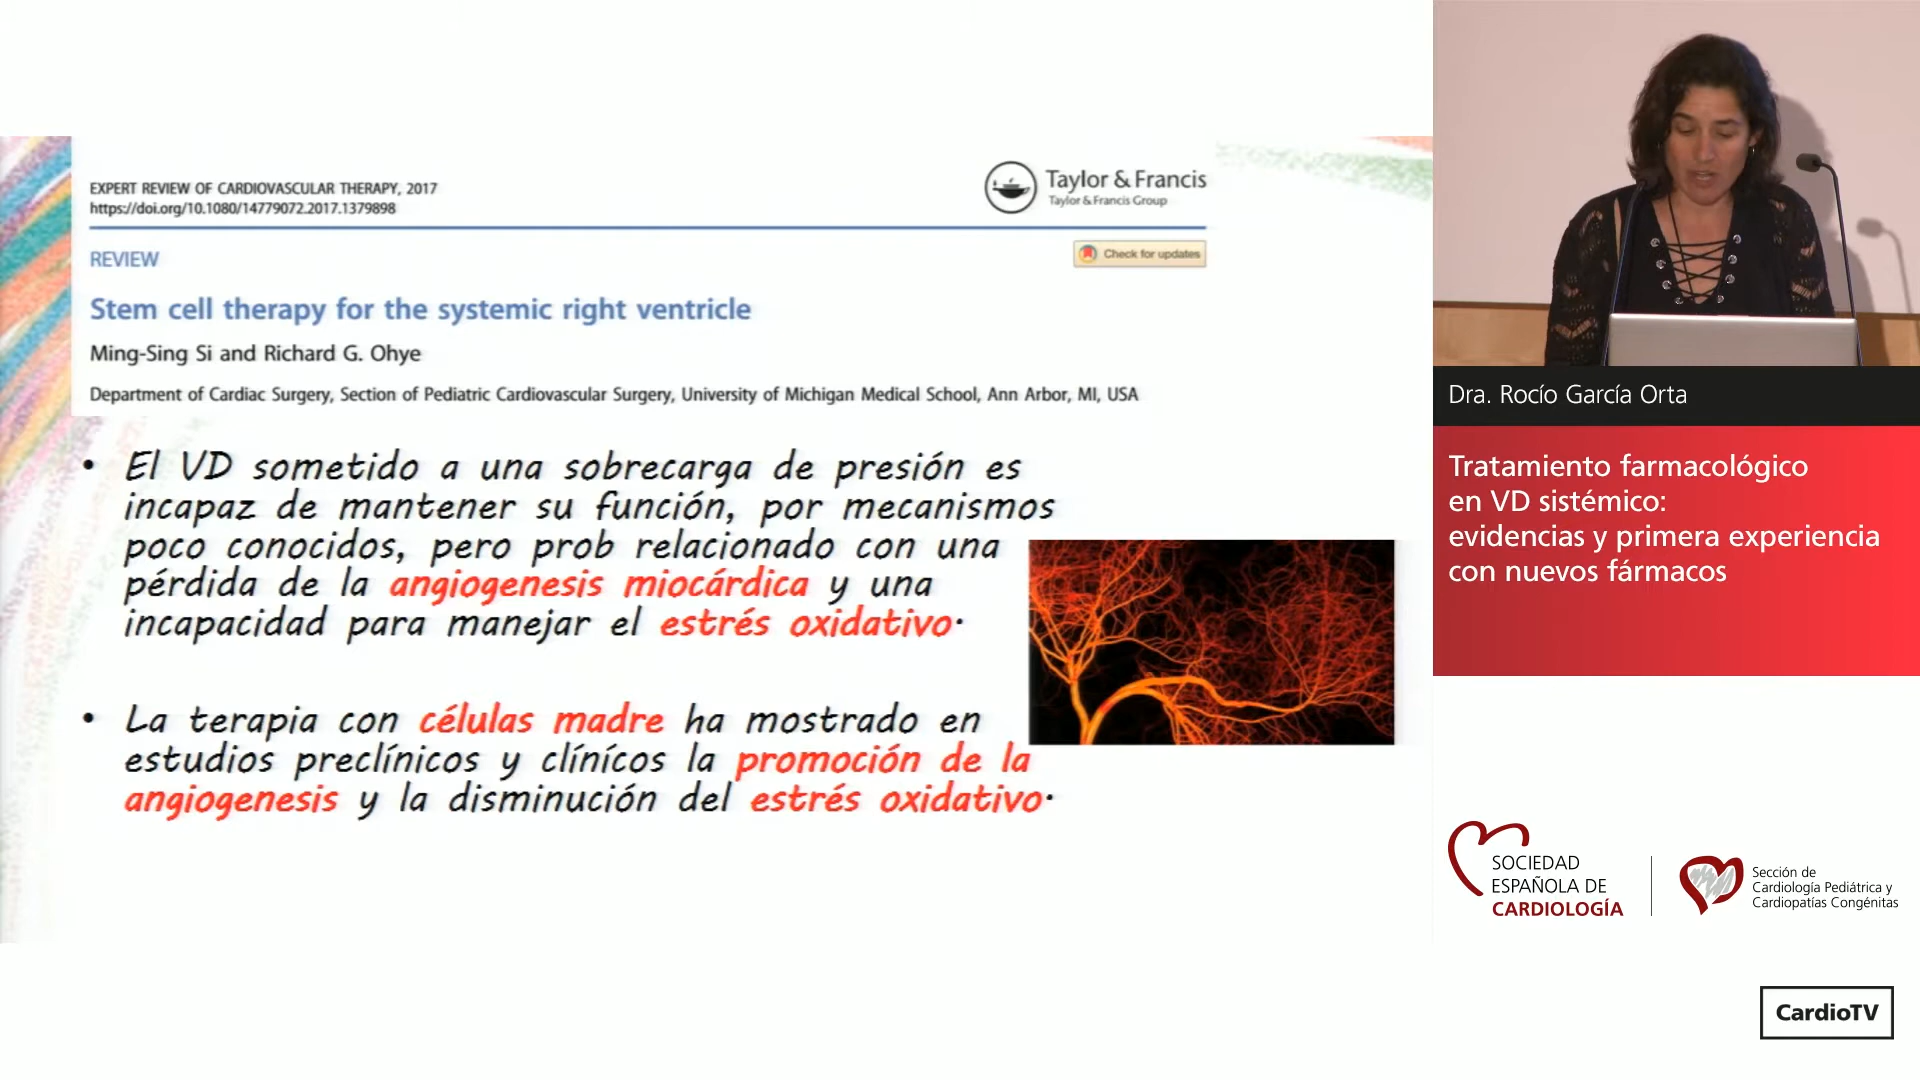 EXPERT REVIEW OF CARDIOVASCULAR THERAPY, 2017
https://doi.org/10.1080/14779072.2017.1379898
Taylor & Francis
Taylor & Francis Group
REVIEW
Check for updates
Stem cell therapy for the systemic right ventricle
Ming-Sing Si and Richard G. Ohye
Department of Cardiac Surgery, Section of Pediatric Cardiovascular Surgery, University of Michigan Medical School, Ann Arbor, MI, USA
• El VD sometido a una sobrecarga de presión es
incapaz de mantener su función, por mecanismos
poco conocidos, pero prob relacionado con una
pérdida de la angiogenesis miocárdica y una
incapacidad para manejar el estrés oxidativo.
• La terapia con células madre ha mostrado en
estudios preclínicos y clínícos la promoción de la
angiogenesis y la disminución del estrés oxidativo.
Dra. Rocío García Orta
Tratamiento farmacológico
en VD sistémico:
evidencias y primera experiencia
con nuevos fármacos
SOCIEDAD
ESPAÑOLA DE
CARDIOLOGÍA
Sección de
Cardiología Pediátrica y
Cardiopatías Congénitas
CardioTV